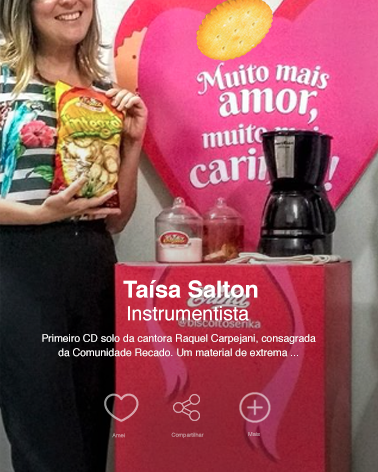 Muito mais
amor,
muito mais
carinho!
Taísa Salton
Instrumentista
@biscoitoserika
Primeiro CD solo da cantora Raquel Carpejani, consagrada
da Comunidade Recado. Um material de extrema ...
Amei
Compartilhar
Mais